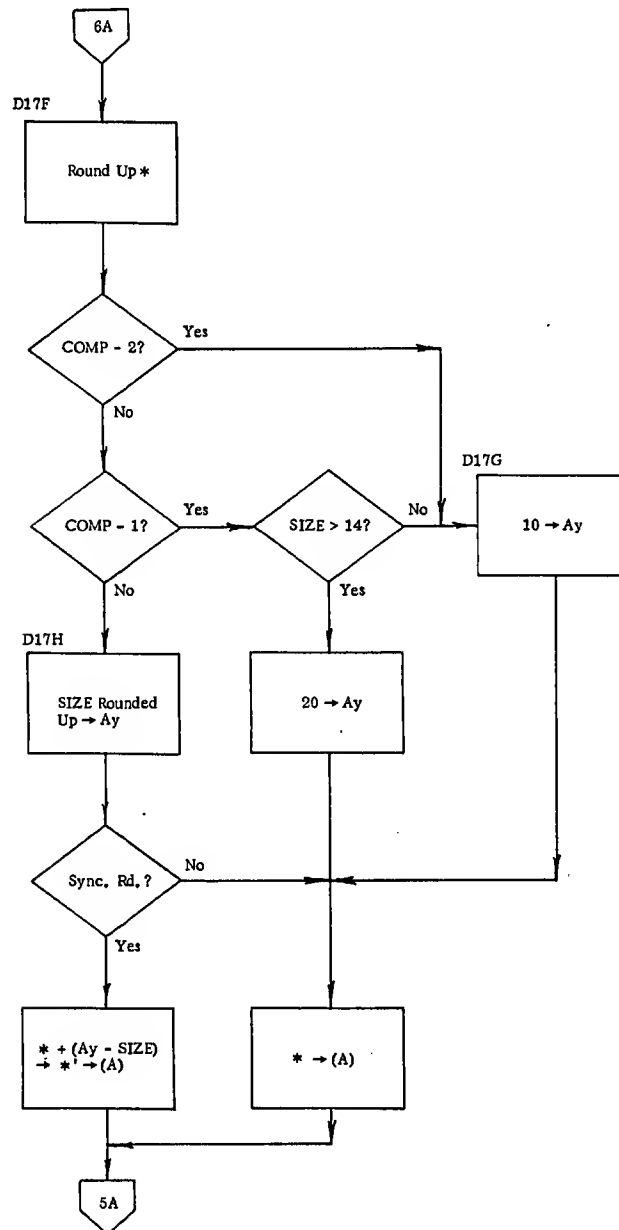 6A
D17F
Round Up *
COMP - 2?
Yes
No
D17G
COMP - 1?
Yes
SIZE > 14?
No
10 → Ay
No
Yes
D17H
SIZE Rounded
Up → Ay
20 → Ay
Sync. Rd.?
No
Yes
* + (Ay - SIZE)
→ *' → (A)
* → (A)
5A